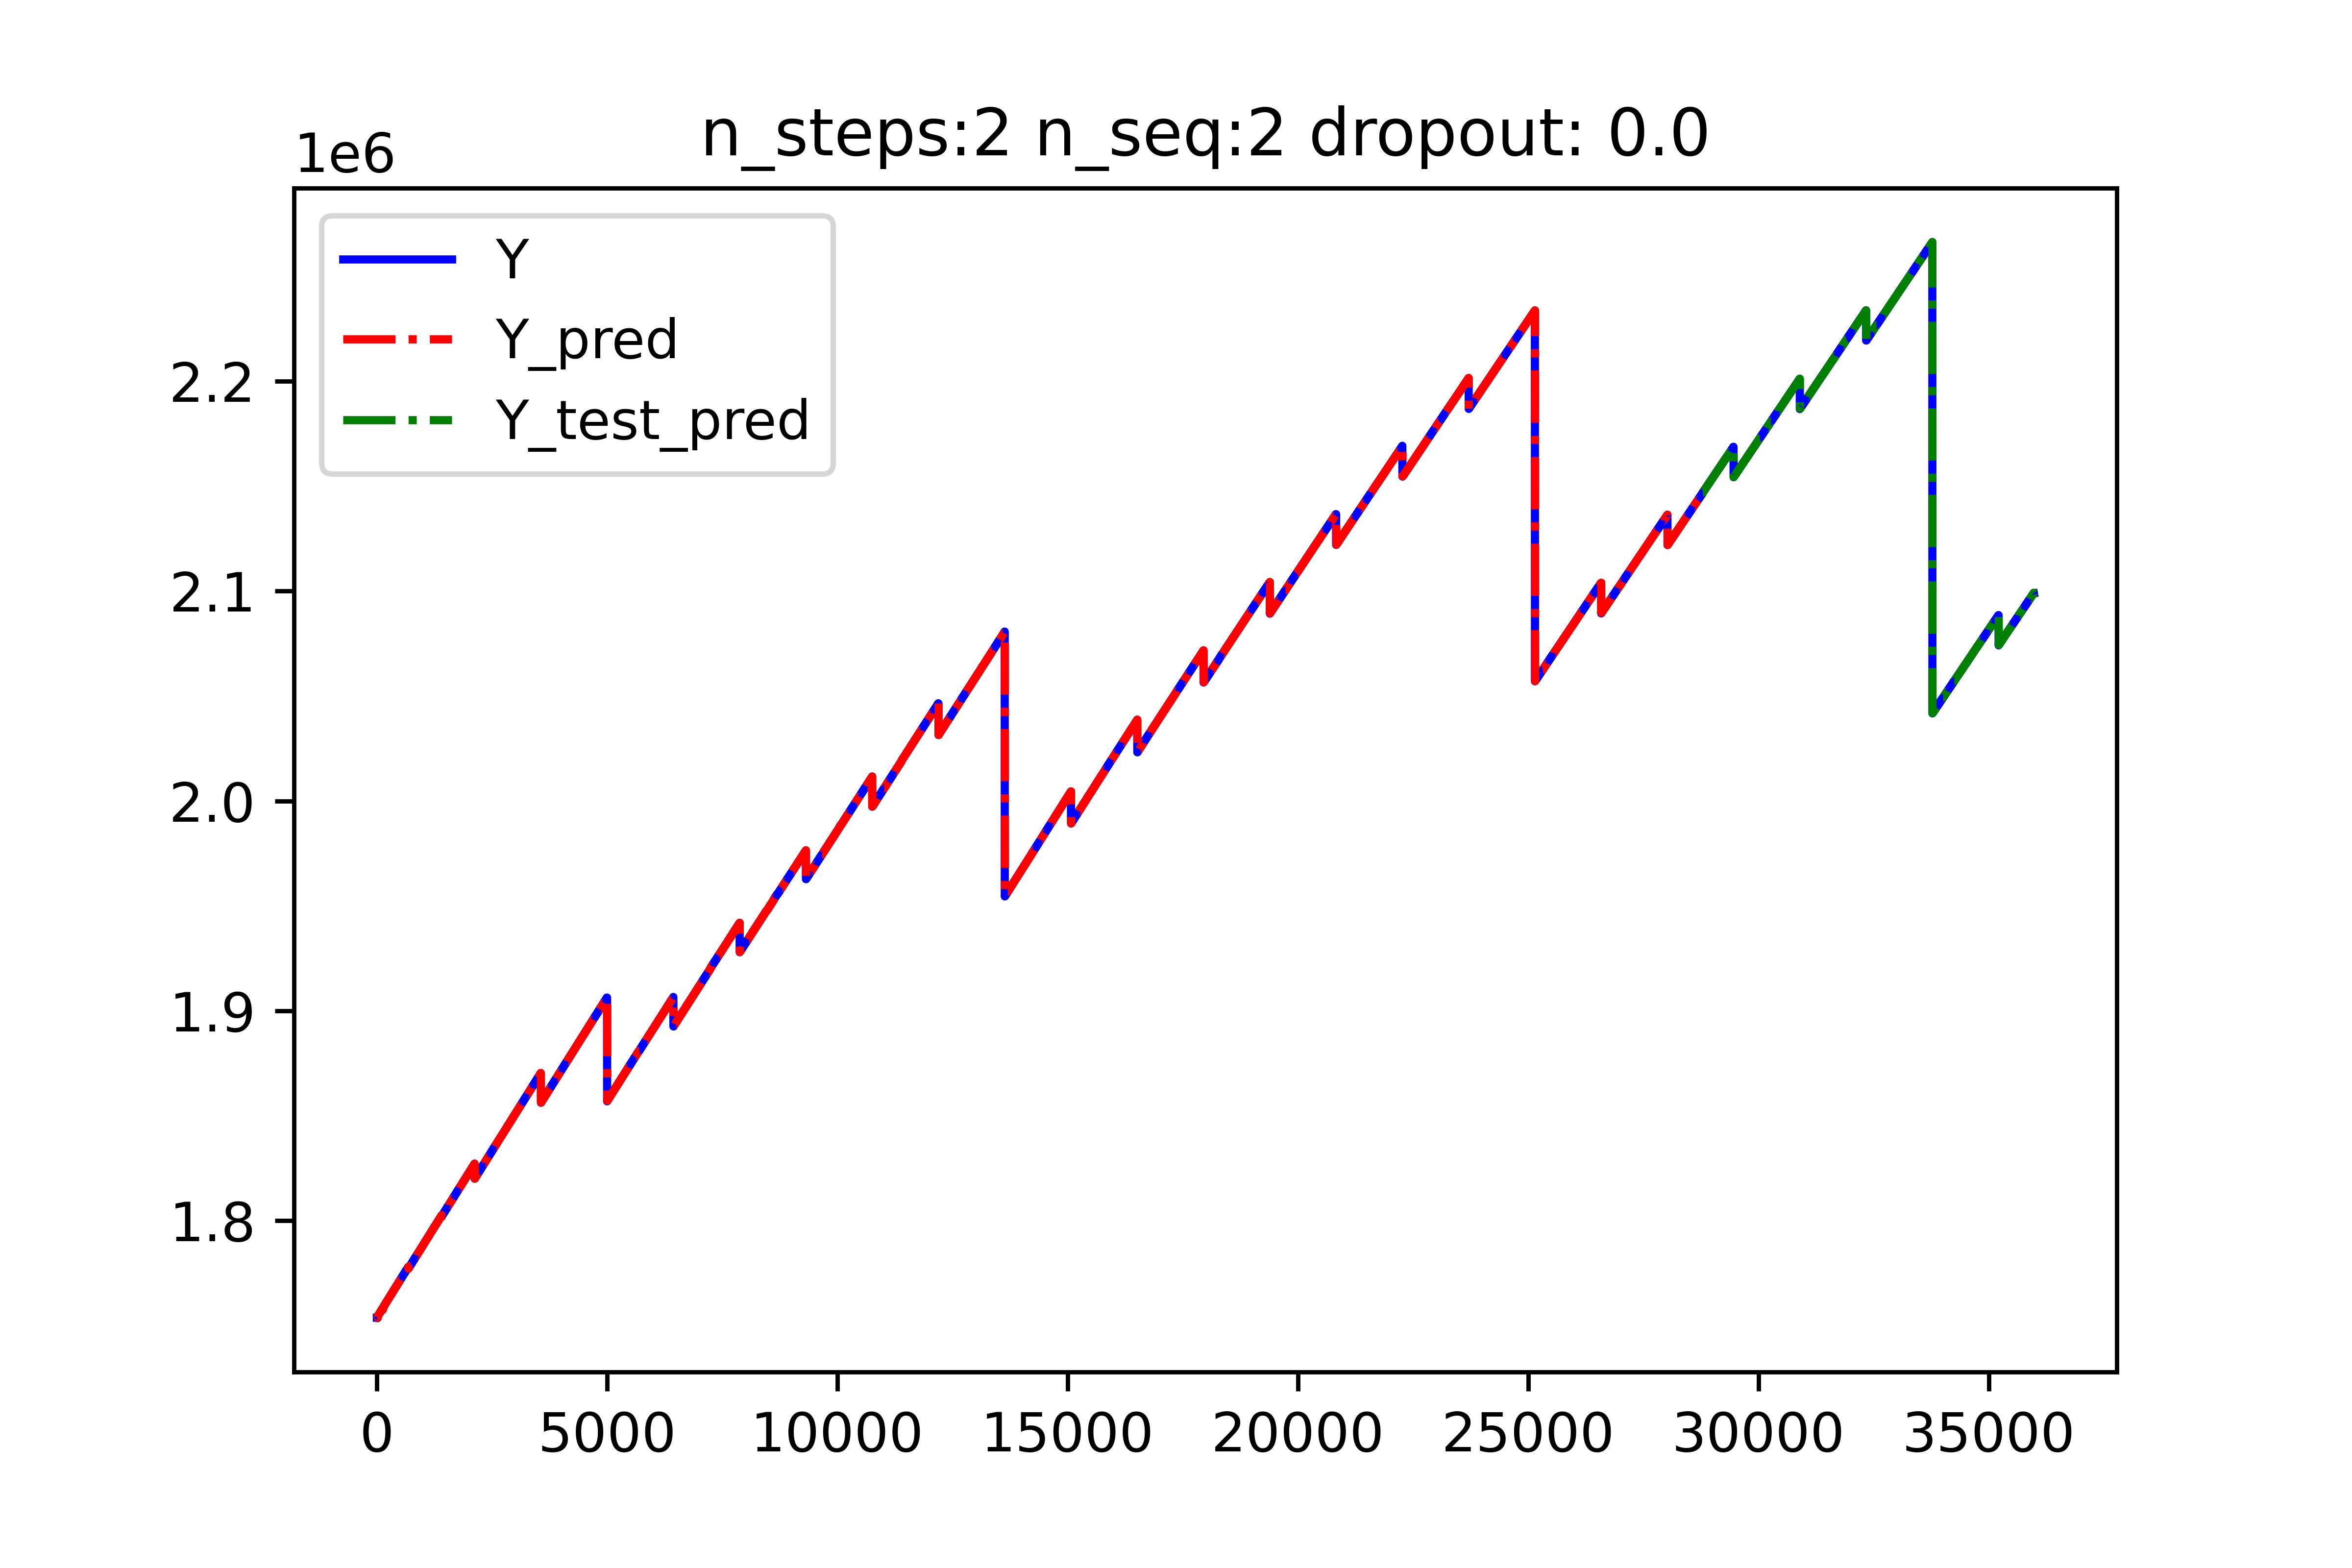 n_steps:2 n_seq:2 dropout: 0.0
1e6
Y
Y_pred
Y_test_pred
2.2
2.1
2.0
1.9
1.8
0 5000 10000 15000 20000 25000 30000 35000